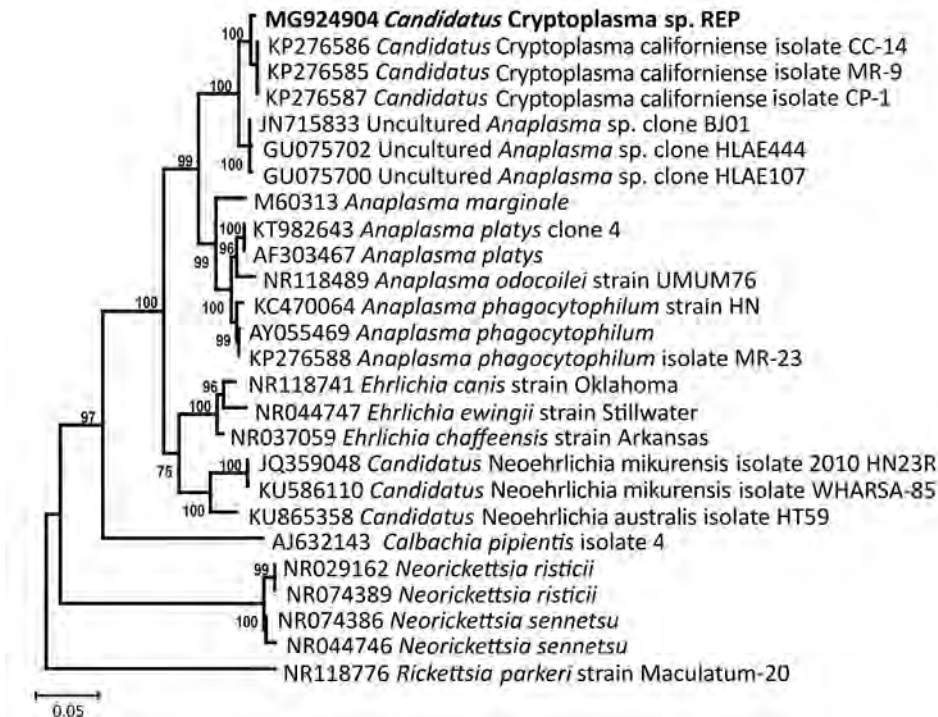 MG924904 Candidatus Cryptoplasma sp. REP
100
KP276586 Candidatus Cryptoplasma californiense isolate CC-14
KP276585 Candidatus Cryptoplasma californiense isolate MR-9
100
KP276587 Candidatus Cryptoplasma californiense isolate CP-1
JN715833 Uncultured Anaplasma sp. clone BJ01
GU075702 Uncultured Anaplasma sp. clone HLAE444
99
100
GU075700 Uncultured Anaplasma sp. clone HLAE107
M60313 Anaplasma marginale
100
KT982643 Anaplasma platys clone 4
96
AF303467 Anaplasma platys
99
NR118489 Anaplasma odocoilei strain UMUM76
100
100
KC470064 Anaplasma phagocytophilum strain HN
99
AY055469 Anaplasma phagocytophilum
KP276588 Anaplasma phagocytophilum isolate MR-23
96
NR118741 Ehrlichia canis strain Oklahoma
100
NR044747 Ehrlichia ewingii strain Stillwater
97
NR037059 Ehrlichia chaffeensis strain Arkansas
75
100
JQ359048 Candidatus Neoehrlichia mikurensis isolate 2010 HN23R
KU586110 Candidatus Neoehrlichia mikurensis isolate WHARSA-85
100
KU865358 Candidatus Neoehrlichia australis isolate HT59
AJ632143 Calbachia pipientis isolate 4
99
NR029162 Neorickettsia risticii
NR074389 Neorickettsia risticii
100
NR074386 Neorickettsia sennetsu
NR044746 Neorickettsia sennetsu
NR118776 Rickettsia parkeri strain Maculatum-20
0.05